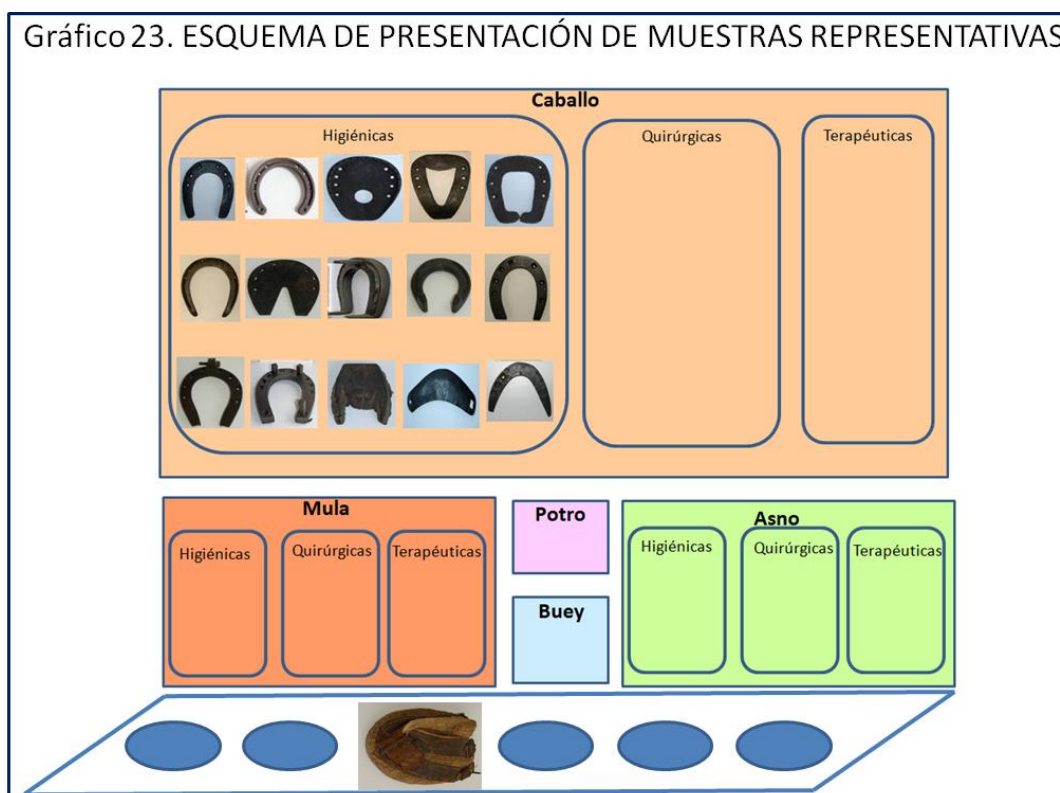 Gráfico 23. ESQUEMA DE PRESENTACIÓN DE MUESTRAS REPRESENTATIVAS
Caballo
Higiénicas
Quirúrgicas
Terapéuticas
Mula
Higiénicas
Quirúrgicas
Terapéuticas
Potro
Buey
Asno
Higiénicas
Quirúrgicas
Terapéuticas